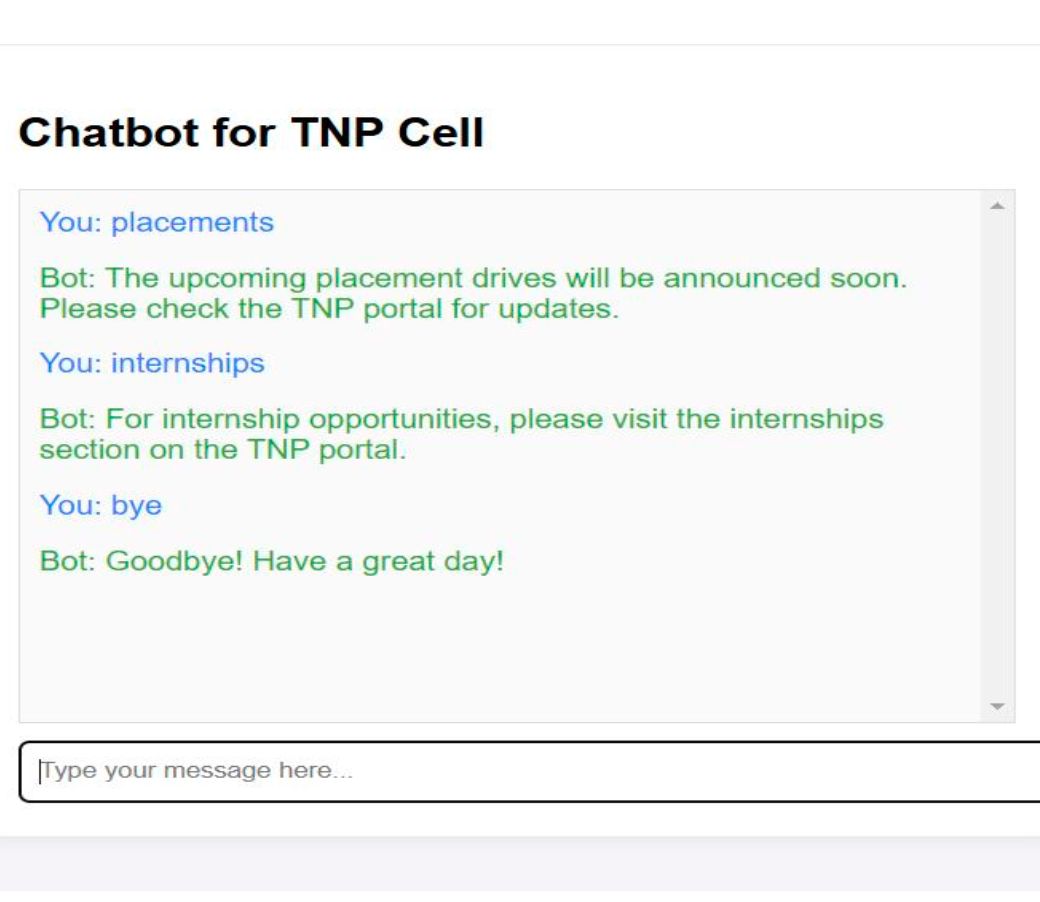 Chatbot for TNP Cell
You: placements
Bot: The upcoming placement drives will be announced soon.
Please check the TNP portal for updates.
You: internships
Bot: For internship opportunities, please visit the internships
section on the TNP portal.
You: bye
Bot: Goodbye! Have a great day!
Type your message here...